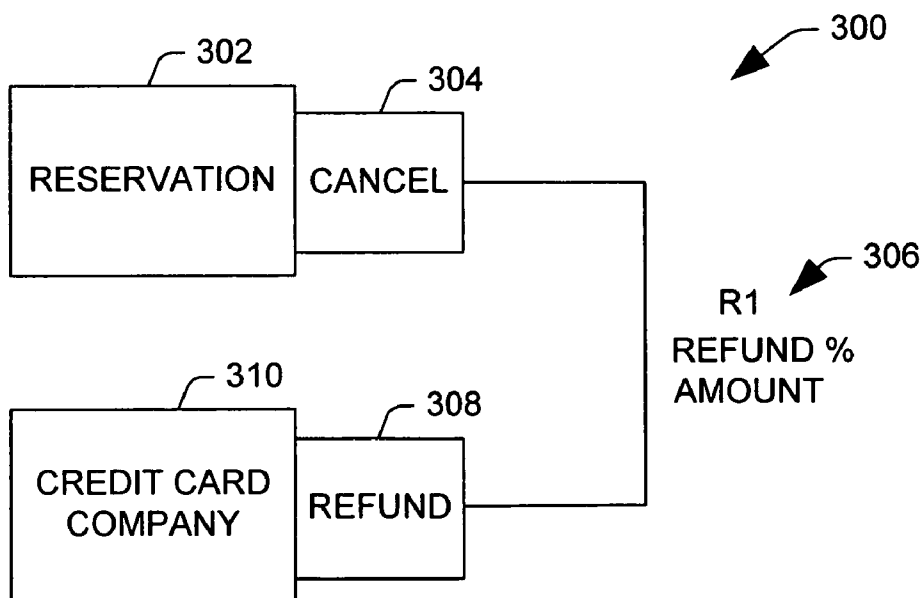 300
302
304
RESERVATION
CANCEL
306
R1
REFUND %
AMOUNT
310
308
CREDIT CARD
COMPANY
REFUND